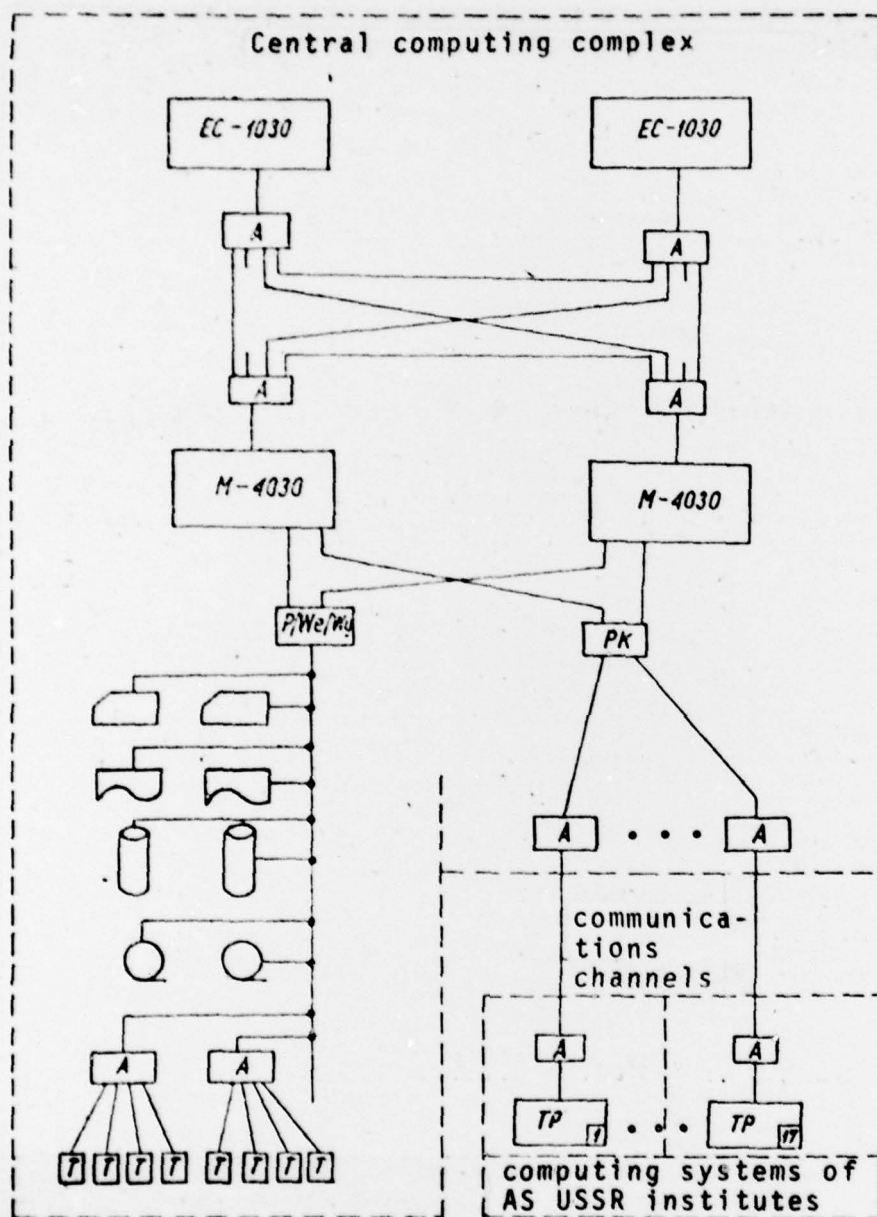 Central computing complex
EC-1030 EC-1030
A A
A A
M-4030 M-4030
P/We/Wy PK
A A
communica-
tions
channels
A A
A A
TP 1 TP 17
T T T T T T T T
computing systems of
AS USSR institutes